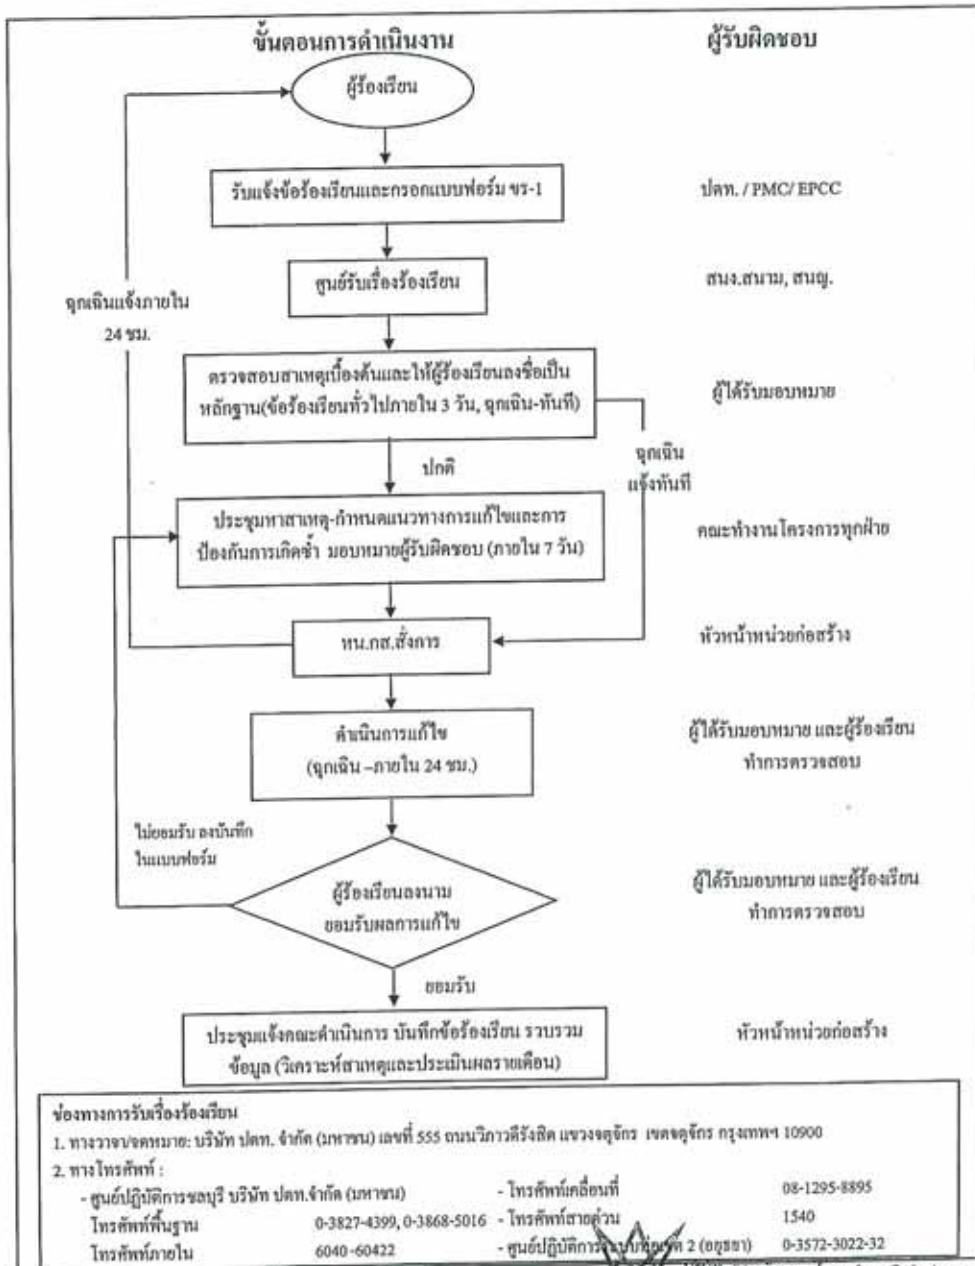 ขั้นตอนการดำเนินงาน ผู้รับผิดชอบ
ผู้ร้องเรียน
รับแจ้งข้อร้องเรียนและกรอกแบบฟอร์ม ขร-1 ปตท. / PMC/ EPCC
ศูนย์รับเรื่องร้องเรียน สนง.สนาม, สนญ.
ฉุกเฉินแจ้งภายใน
24 ชม.
ตรวจสอบสาเหตุเบื้องต้นและให้ผู้ร้องเรียนลงชื่อเป็น
หลักฐาน(ข้อร้องเรียนทั่วไปภายใน 3 วัน, ฉุกเฉิน-ทันที) ผู้ได้รับมอบหมาย
ปกติ
ฉุกเฉิน
แจ้งทันที
ประชุมหาสาเหตุ-กำหนดแนวทางการแก้ไขและการ
ป้องกันการเกิดซ้ำ มอบหมายผู้รับผิดชอบ (ภายใน 7 วัน) คณะทำงานโครงการทุกฝ่าย
หน.กส.สั่งการ หัวหน้าหน่วยก่อสร้าง
ดำเนินการแก้ไข
(ฉุกเฉิน –ภายใน 24 ชม.)
ผู้ได้รับมอบหมาย และผู้ร้องเรียน
ทำการตรวจสอบ
ไม่ยอมรับ ลงบันทึก
ในแบบฟอร์ม
ผู้ร้องเรียนลงนาม
ยอมรับผลการแก้ไข
ผู้ได้รับมอบหมาย และผู้ร้องเรียน
ทำการตรวจสอบ
ยอมรับ
ประชุมแจ้งคณะดำเนินการ บันทึกข้อร้องเรียน รวบรวม
ข้อมูล (วิเคราะห์สาเหตุและประเมินผลรายเดือน) หัวหน้าหน่วยก่อสร้าง
ช่องทางการรับเรื่องร้องเรียน
1. ทางวาจา/จดหมาย: บริษัท ปตท. จำกัด (มหาชน) เลขที่ 555 ถนนวิภาวดีรังสิต แขวงจตุจักร เขตจตุจักร กรุงเทพฯ 10900
2. ทางโทรศัพท์ :
- ศูนย์ปฏิบัติการชลบุรี บริษัท ปตท.จำกัด (มหาชน) - โทรศัพท์เคลื่อนที่ 08-1295-8895
โทรศัพท์พื้นฐาน 0-3827-4399, 0-3868-5016 - โทรศัพท์สายด่วน 1540
โทรศัพท์ภายใน 6040 -60422 - ศูนย์ปฏิบัติการระบบท่อเขต 2 (อยุธยา) 0-3572-3022-32